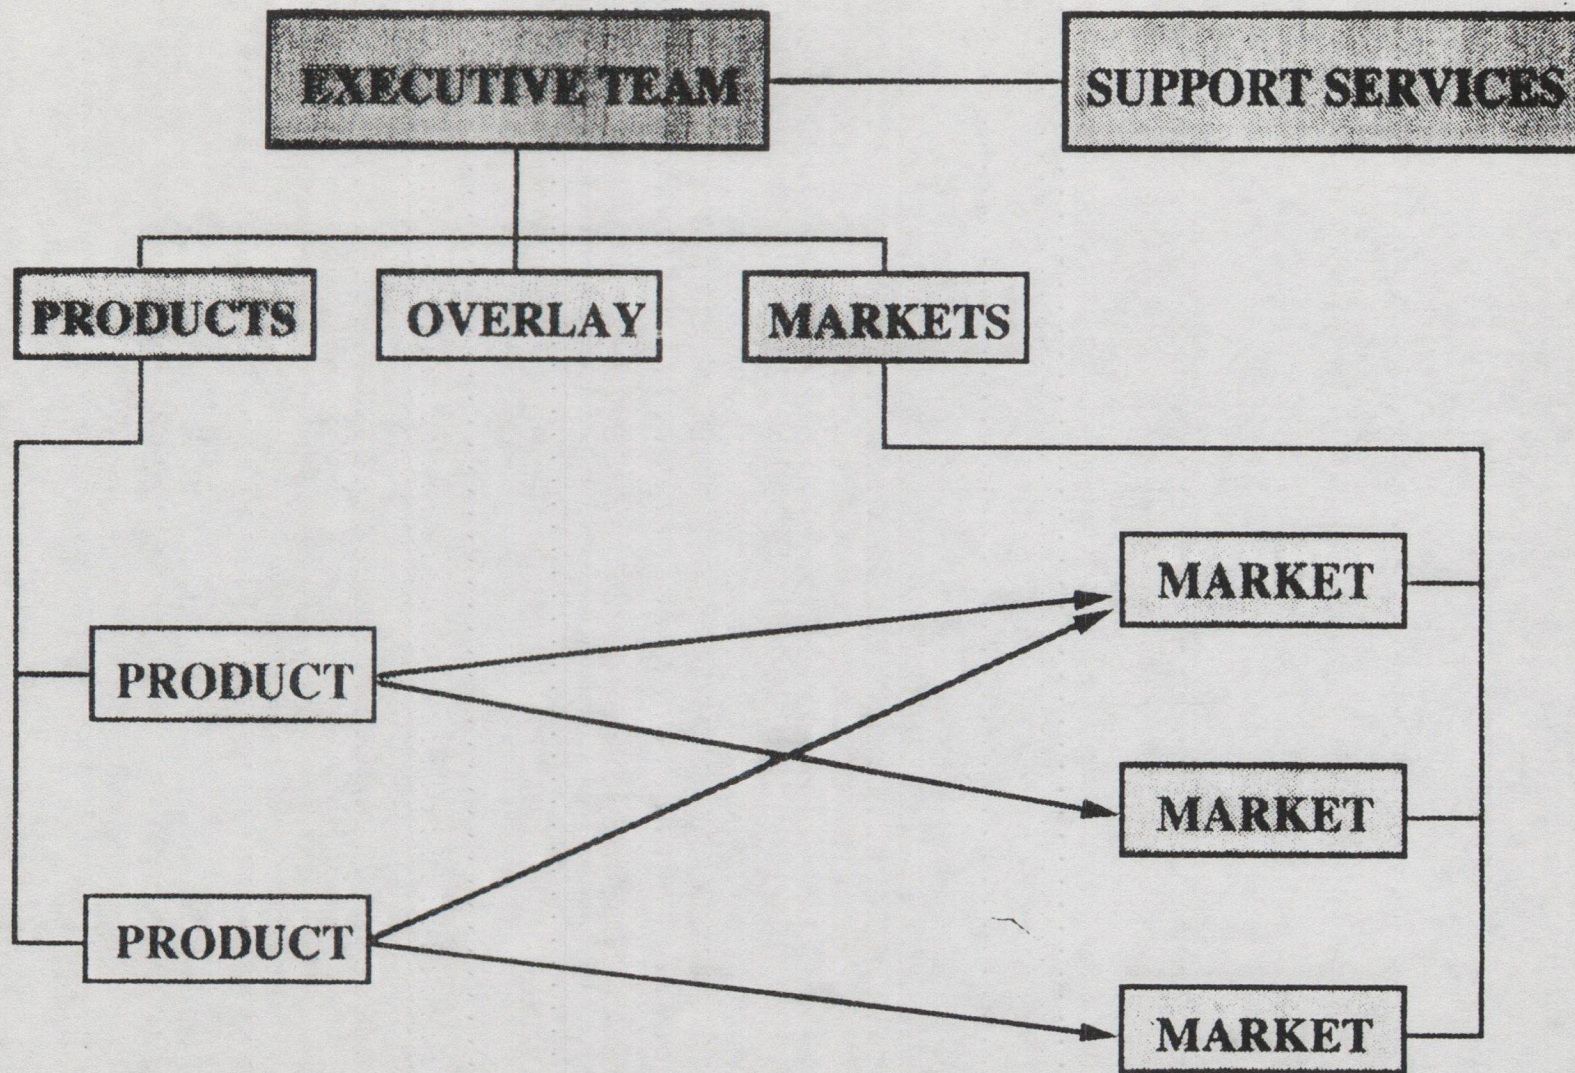 EXECUTIVE TEAM
SUPPORT SERVICES
PRODUCTS
OVERLAY
MARKETS
MARKET
PRODUCT
MARKET
PRODUCT
MARKET